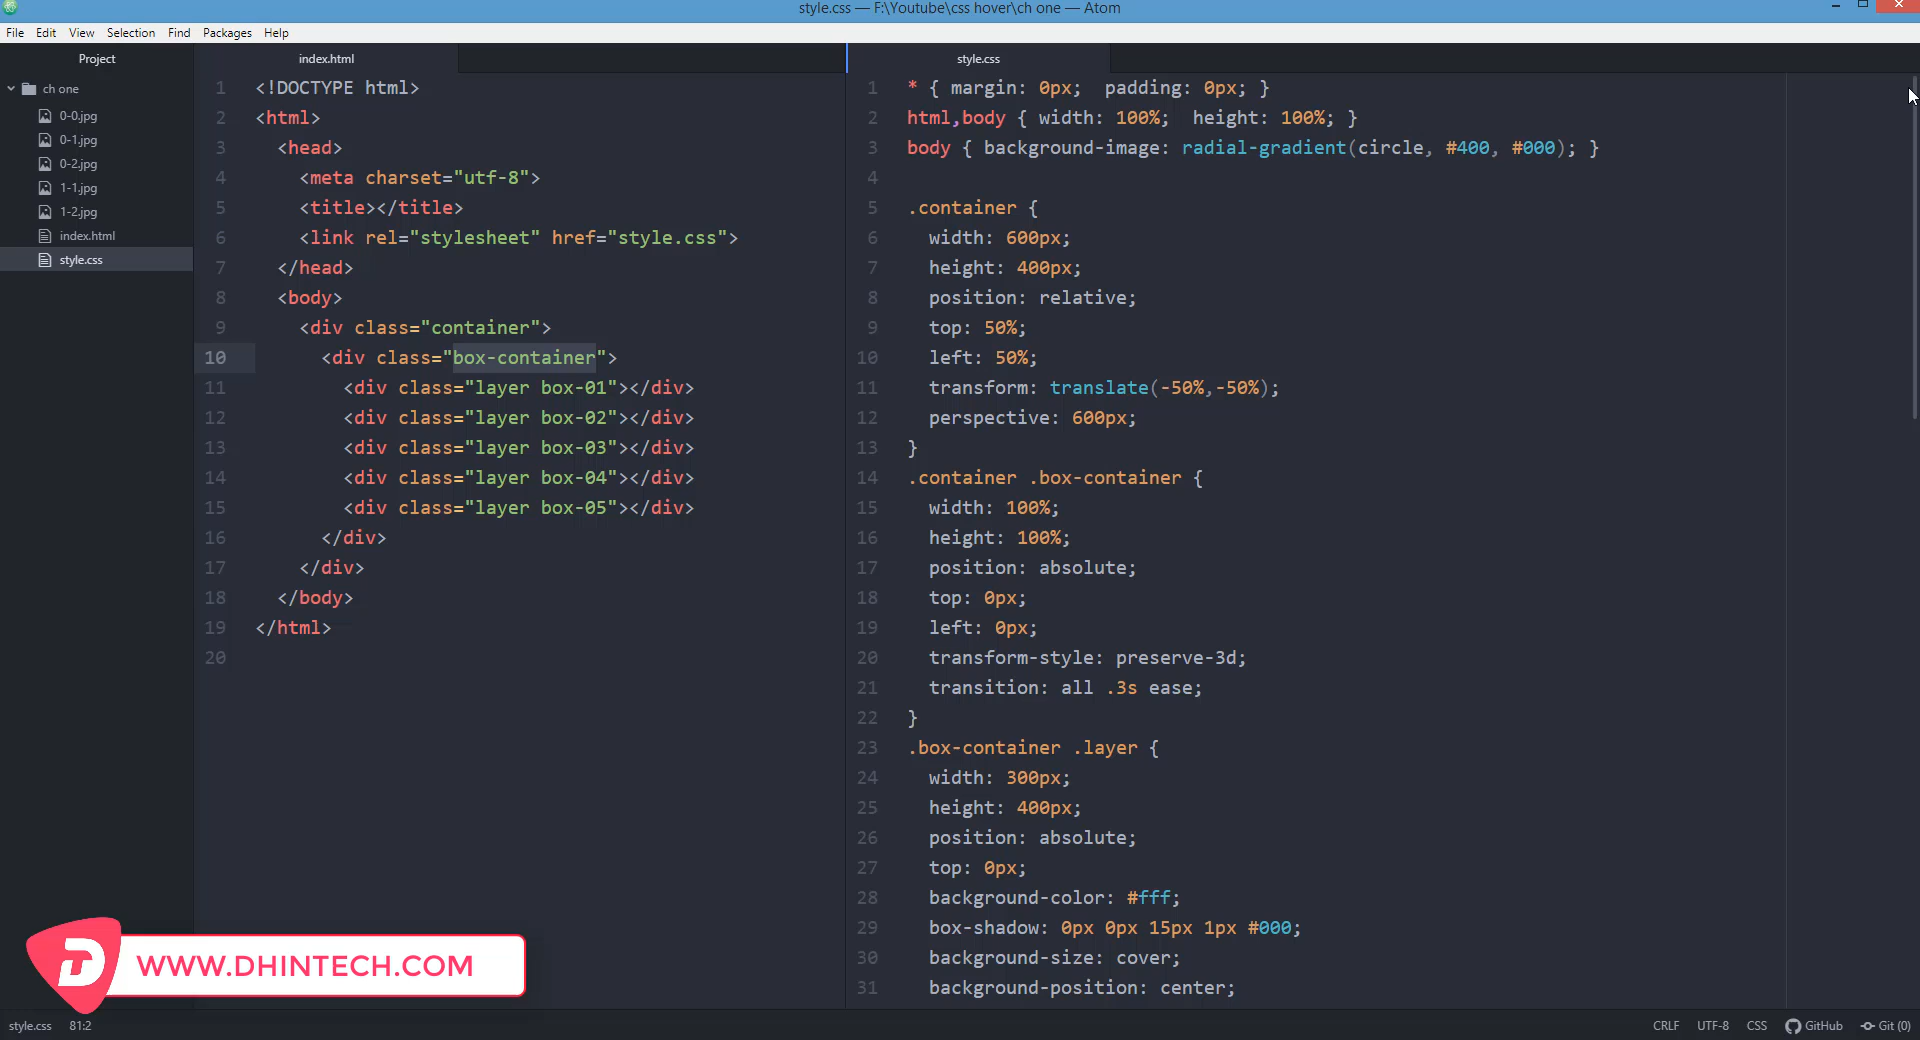 style.css — F:\Youtube\css hover\ch one — Atom
File Edit View Selection Find Packages Help
Project
ch one
0-0.jpg
0-1.jpg
0-2.jpg
1-1.jpg
1-2.jpg
index.html
style.css
index.html
1 <!DOCTYPE html>
2 <html>
3 <head>
4 <meta charset="utf-8">
5 <title></title>
6 <link rel="stylesheet" href="style.css">
7 </head>
8 <body>
9 <div class="container">
10 <div class="box-container">
11 <div class="layer box-01"></div>
12 <div class="layer box-02"></div>
13 <div class="layer box-03"></div>
14 <div class="layer box-04"></div>
15 <div class="layer box-05"></div>
16 </div>
17 </div>
18 </body>
19 </html>
20
style.css
1 * { margin: 0px; padding: 0px; }
2 html,body { width: 100%; height: 100%; }
3 body { background-image: radial-gradient(circle, #400, #000); }
4
5 .container {
6 width: 600px;
7 height: 400px;
8 position: relative;
9 top: 50%;
10 left: 50%;
11 transform: translate(-50%,-50%);
12 perspective: 600px;
13 }
14 .container .box-container {
15 width: 100%;
16 height: 100%;
17 position: absolute;
18 top: 0px;
19 left: 0px;
20 transform-style: preserve-3d;
21 transition: all .3s ease;
22 }
23 .box-container .layer {
24 width: 300px;
25 height: 400px;
26 position: absolute;
27 top: 0px;
28 background-color: #fff;
29 box-shadow: 0px 0px 15px 1px #000;
30 background-size: cover;
31 background-position: center;
D WWW.DHINTECH.COM
style.css 81:2
CRLF UTF-8 CSS GitHub Git (0)